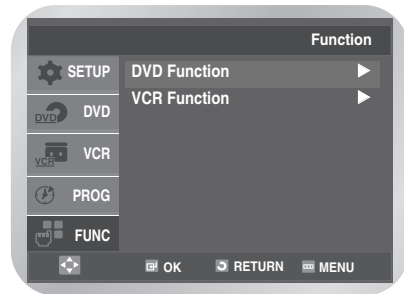 Function
SETUP
DVD Function
VCR Function
DVD DVD
VCR VCR
PROG
FUNC
OK RETURN MENU